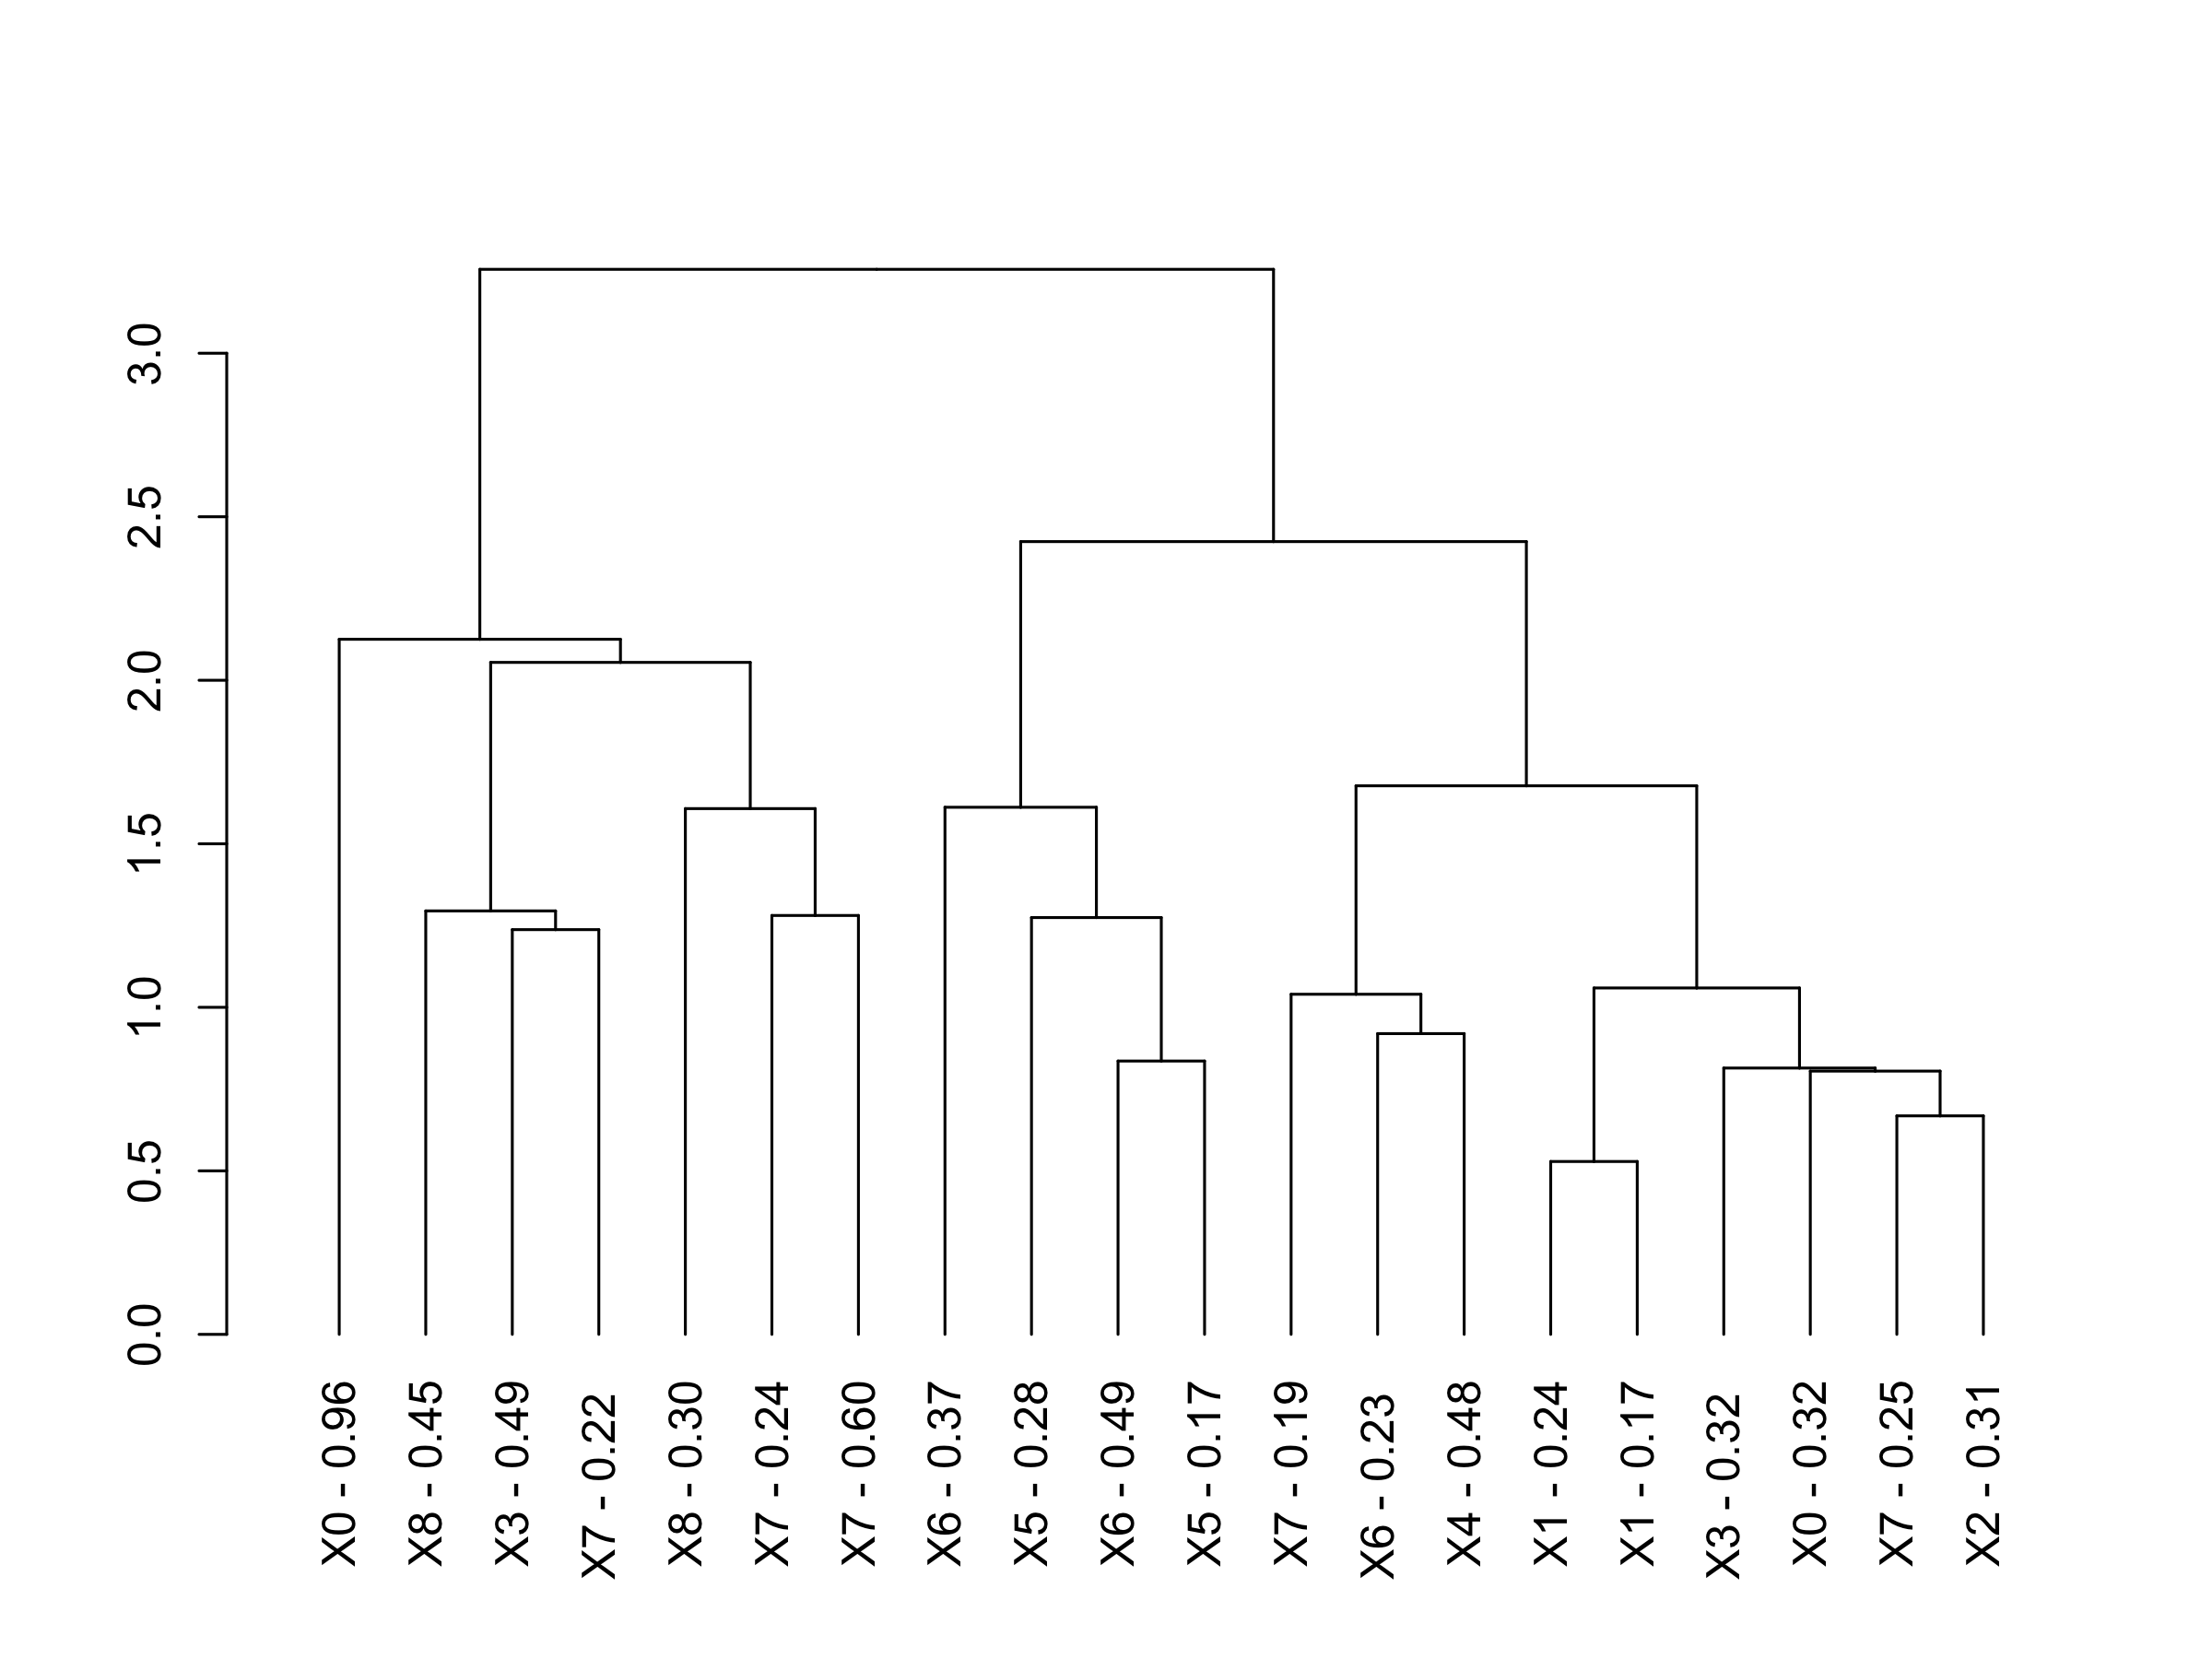 3.0
2.5
2.0
1.5
1.0
0.5
0.0
X0 - 0.96
X8 - 0.45
X3 - 0.49
X7 - 0.22
X8 - 0.30
X7 - 0.24
X7 - 0.60
X6 - 0.37
X5 - 0.28
X6 - 0.49
X5 - 0.17
X7 - 0.19
X6 - 0.23
X4 - 0.48
X1 - 0.24
X1 - 0.17
X3 - 0.32
X0 - 0.32
X7 - 0.25
X2 - 0.31